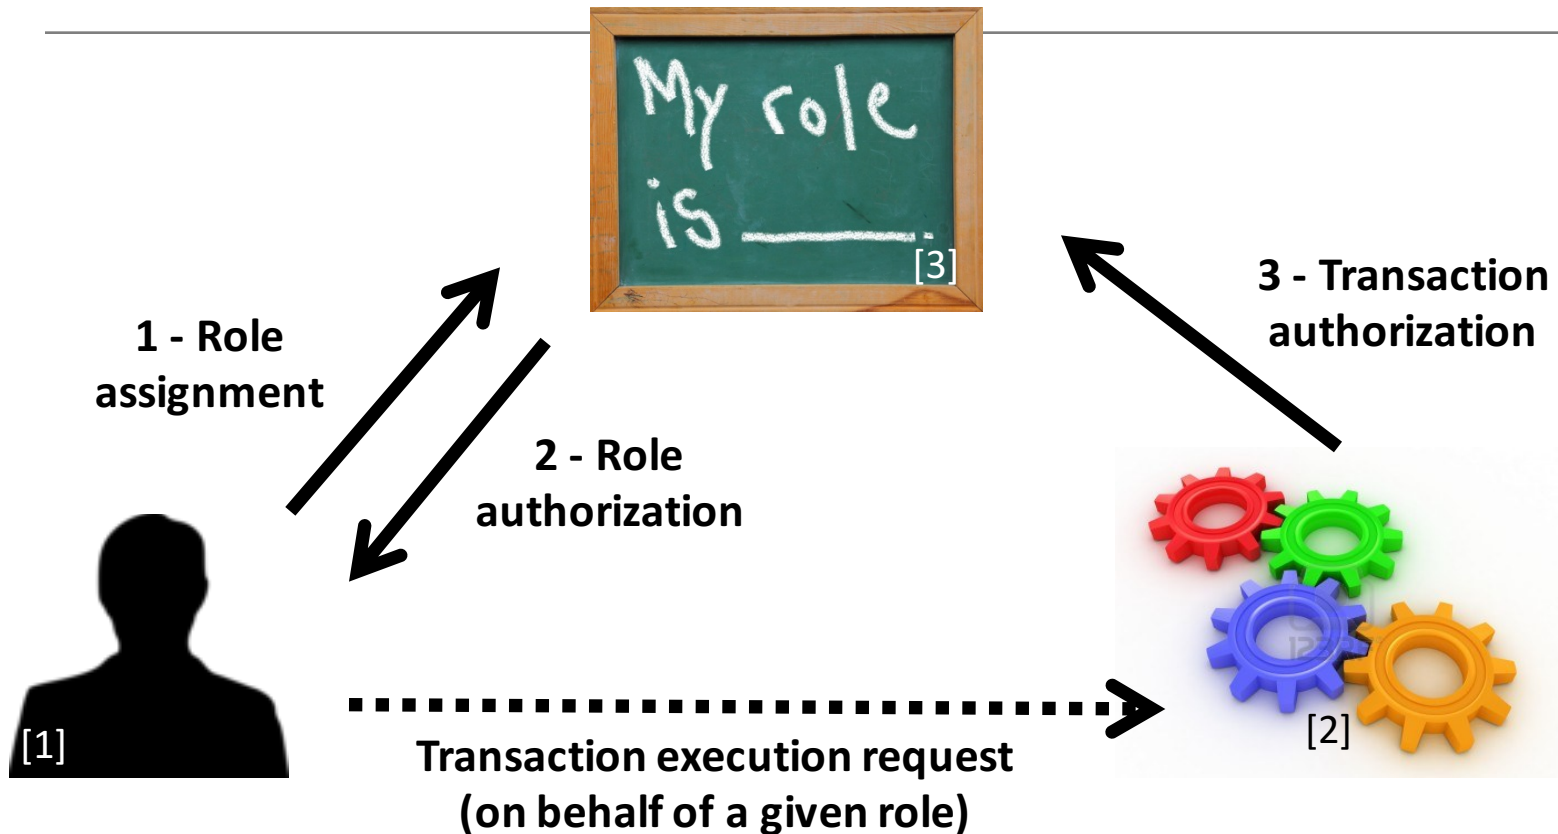 My role
is ______.
[3]
1 - Role
assignment
2 - Role
authorization
3 - Transaction
authorization
[1]
[2]
Transaction execution request
(on behalf of a given role)